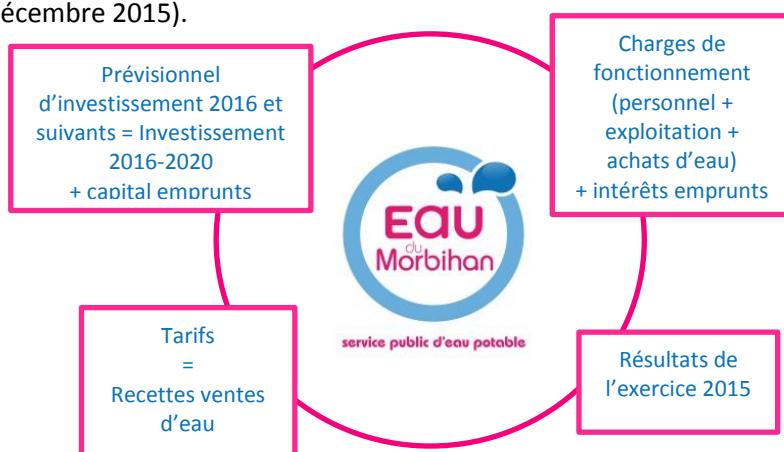 écembre 2015).
Prévisionnel
d'investissement 2016 et
suivants = Investissement
2016-2020
+ capital emprunts
Charges de
fonctionnement
(personnel +
exploitation +
achats d'eau)
+ intérêts emprunts
Eau
du
Morbihan
service public d'eau potable
Tarifs
=
Recettes ventes
d'eau
Résultats de
l'exercice 2015